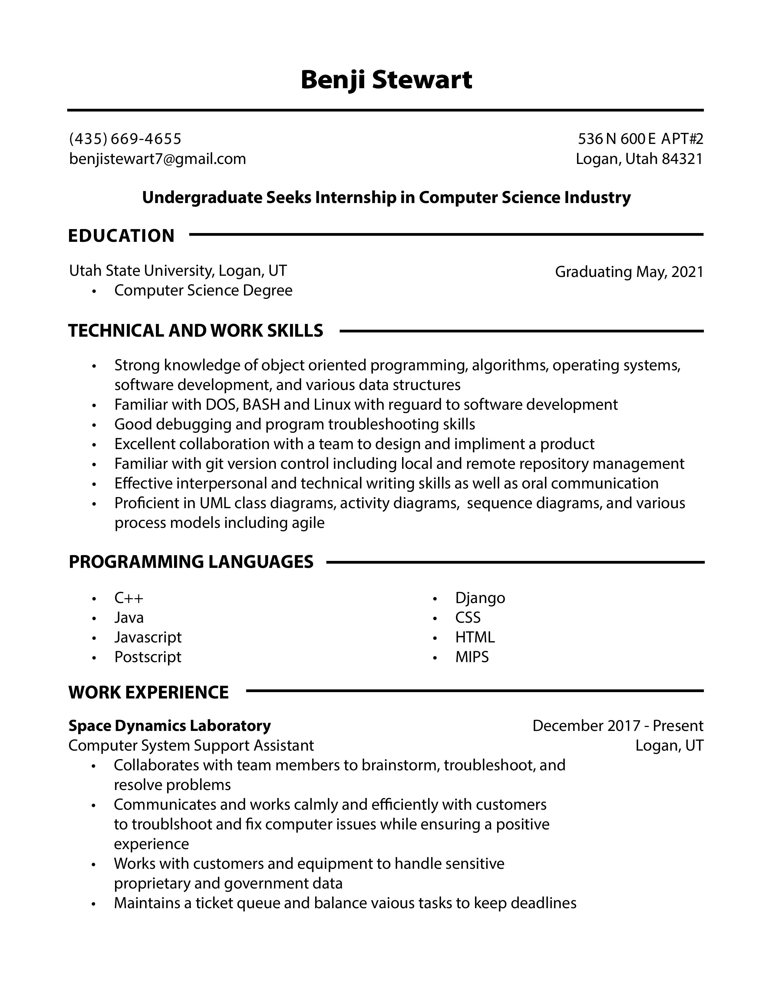 Benji Stewart
(435) 669-4655
536 N 600 E APT#2
benjistewart7@gmail.com
Logan, Utah 84321
Undergraduate Seeks Internship in Computer Science Industry
EDUCATION
Utah State University, Logan, UT
Graduating May, 2021
• Computer Science Degree
TECHNICAL AND WORK SKILLS
• Strong knowledge of object oriented programming, algorithms, operating systems,
software development, and various data structures
• Familiar with DOS, BASH and Linux with reguard to software development
• Good debugging and program troubleshooting skills
• Excellent collaboration with a team to design and impliment a product
• Familiar with git version control including local and remote repository management
• Effective interpersonal and technical writing skills as well as oral communication
• Proficient in UML class diagrams, activity diagrams,  sequence diagrams, and various
process models including agile
PROGRAMMING LANGUAGES
• C++
• Java
• Javascript
• Postscript
• Django
• CSS
• HTML
• MIPS
WORK EXPERIENCE
Space Dynamics Laboratory
December 2017 - Present
Computer System Support Assistant
Logan, UT
• Collaborates with team members to brainstorm, troubleshoot, and
resolve problems
• Communicates and works calmly and efficiently with customers
to troublshoot and fix computer issues while ensuring a positive
experience
• Works with customers and equipment to handle sensitive
proprietary and government data
• Maintains a ticket queue and balance vaious tasks to keep deadlines